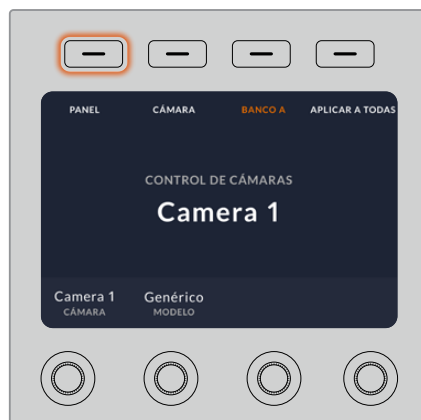 PANEL CÁMARA BANCO A APLICAR A TODAS
CONTROL DE CÁMARAS
Camera 1
Camera 1 Genérico
CÁMARA MODELO